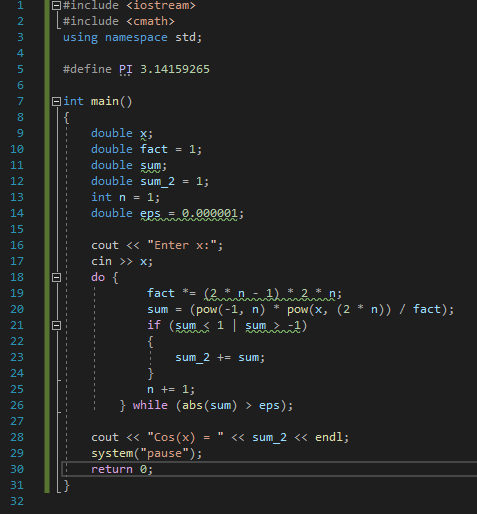 1 #include <iostream>
2 #include <cmath>
3 using namespace std;
4
5 #define PI 3.14159265
6
7 int main()
8 {
9 double x;
10 double fact = 1;
11 double sum;
12 double sum_2 = 1;
13 int n = 1;
14 double eps = 0.000001;
15
16 cout << "Enter x:";
17 cin >> x;
18 do {
19 fact *= (2 * n - 1) * 2 * n;
20 sum = (pow(-1, n) * pow(x, (2 * n)) / fact);
21 if (sum < 1 | sum > -1)
22 {
23 sum_2 += sum;
24 }
25 n += 1;
26 } while (abs(sum) > eps);
27
28 cout << "Cos(x) = " << sum_2 << endl;
29 system("pause");
30 return 0;
31 }
32